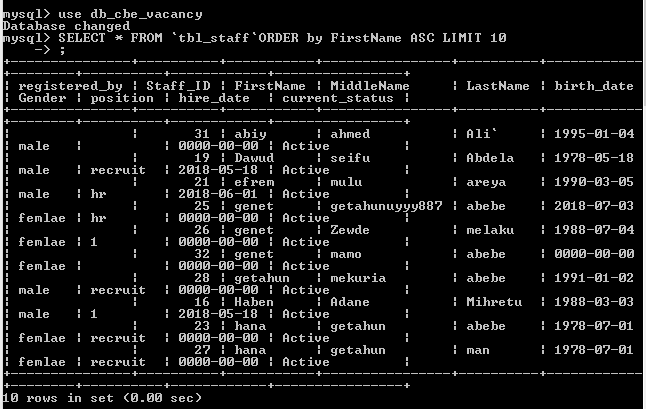 mysql> use db_cbe_vacancy
Database changed
mysql> SELECT * FROM `tbl_staff`ORDER by FirstName ASC LIMIT 10
    -> ;
+---------------+----------+-----------+-----------------+----------+------------+
--------+----------+------------+----------------+
| registered_by | Staff_ID | FirstName | MiddleName      | LastName | birth_date |
 Gender | position | hire_date  | current_status |
+---------------+----------+-----------+-----------------+----------+------------+
--------+----------+------------+----------------+
|               |       31 | abiy      | ahmed           | Ali`     | 1995-01-04 |
 male   |          | 0000-00-00 | Active         |
|               |       19 | Dawud     | seifu           | Abdela   | 1978-05-18 |
 male   | recruit  | 2018-05-18 | Active         |
|               |       21 | efrem     | mulu            | areya    | 1990-03-05 |
 male   | hr       | 2018-06-01 | Active         |
|               |       25 | genet     | getahunuyyy887  | abebe    | 2018-07-03 |
 femlae | hr       | 0000-00-00 | Active         |
|               |       26 | genet     | Zewde           | melaku   | 1988-07-04 |
 femlae | 1        | 0000-00-00 | Active         |
|               |       32 | genet     | mamo            | abebe    | 0000-00-00 |
 femlae |          | 0000-00-00 | Active         |
|               |       28 | getahun   | mekuria         | abebe    | 1991-01-02 |
 male   | recruit  | 0000-00-00 | Active         |
|               |       16 | Haben     | Adane           | Mihretu  | 1988-03-03 |
 male   | 1        | 2018-05-18 | Active         |
|               |       23 | hana      | getahun         | abebe    | 1978-07-01 |
 femlae | recruit  | 0000-00-00 | Active         |
|               |       27 | hana      | getahun         | man      | 1978-07-01 |
 femlae | recruit  | 0000-00-00 | Active         |
+---------------+----------+-----------+-----------------+----------+------------+
--------+----------+------------+----------------+
10 rows in set (0.00 sec)